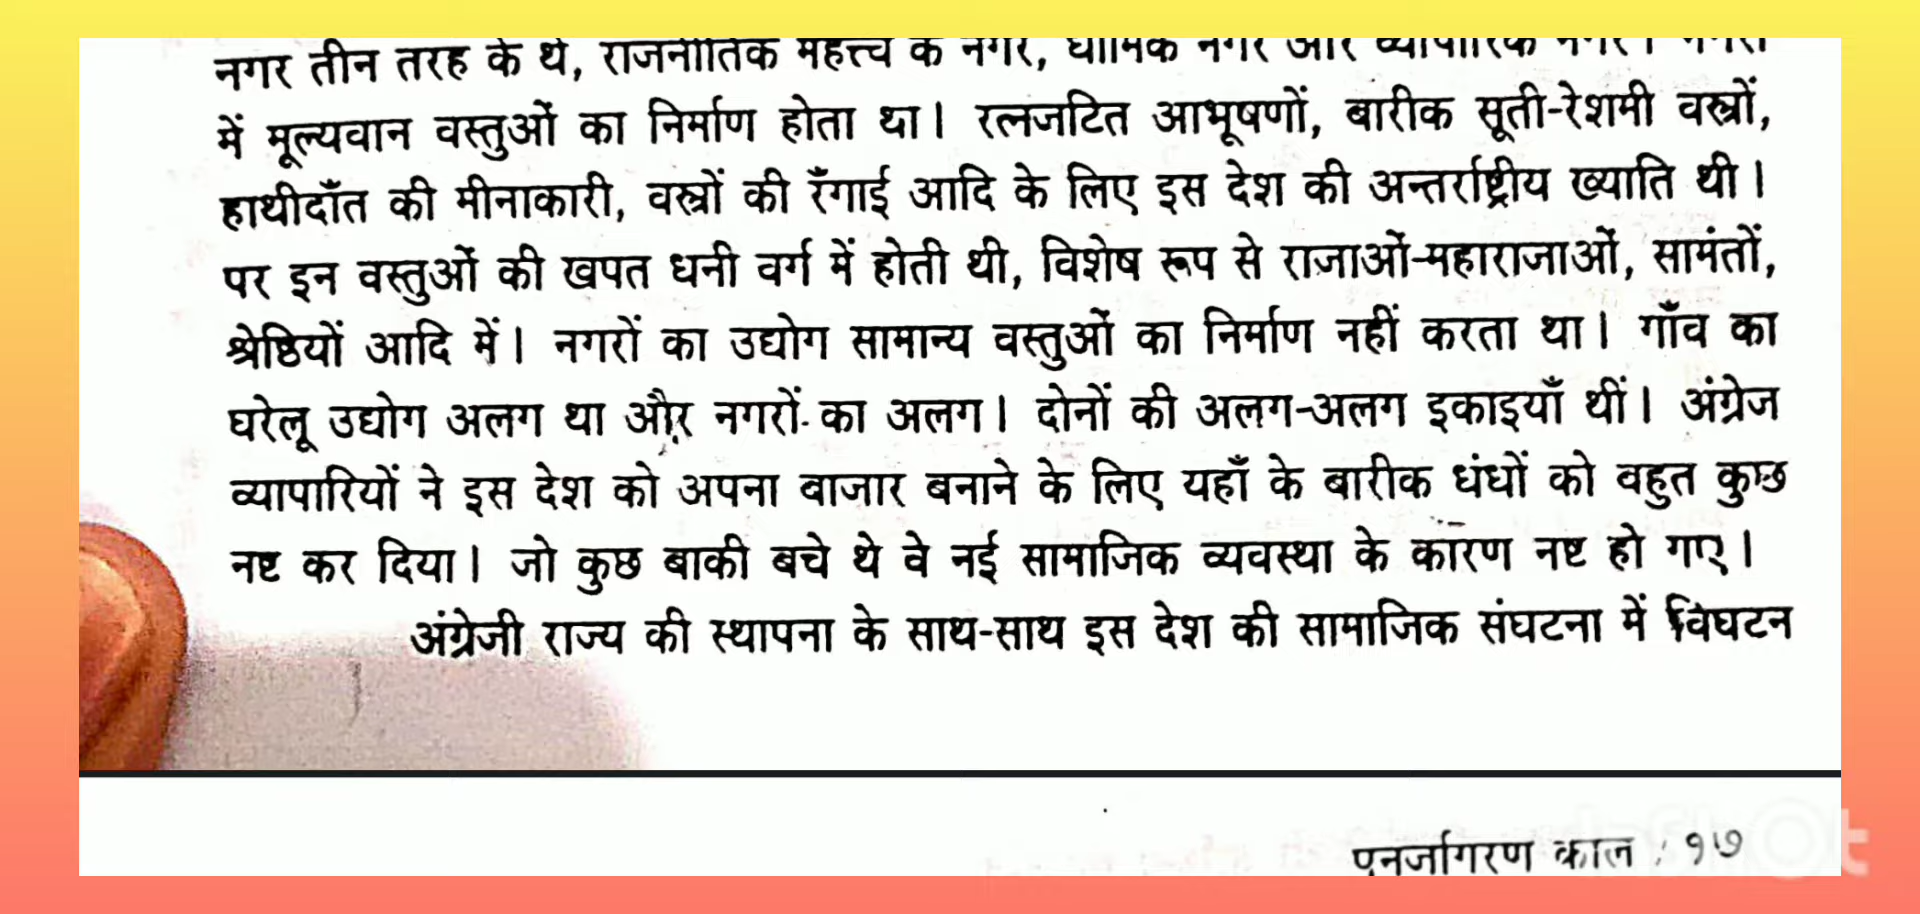 नगर तीन तरह के थे, राजनीतिक महत्त्व के नगर, धार्मिक नगर और व्यापारिक नगर। नगरों
में मूल्यवान वस्तुओं का निर्माण होता था। रत्नजटित आभूषणों, बारीक सूती-रेशमी वस्त्रों,
हाथीदाँत की मीनाकारी, वस्त्रों की रँगाई आदि के लिए इस देश की अन्तर्राष्ट्रीय ख्याति थी।
पर इन वस्तुओं की खपत धनी वर्ग में होती थी, विशेष रूप से राजाओं-महाराजाओं, सामंतों,
श्रेष्ठियों आदि में। नगरों का उद्योग सामान्य वस्तुओं का निर्माण नहीं करता था। गाँव का
घरेलू उद्योग अलग था और नगरों का अलग। दोनों की अलग-अलग इकाइयाँ थीं। अंग्रेज
व्यापारियों ने इस देश को अपना बाजार बनाने के लिए यहाँ के बारीक धंधों को बहुत कुछ
नष्ट कर दिया। जो कुछ बाकी बचे थे वे नई सामाजिक व्यवस्था के कारण नष्ट हो गए।
अंग्रेजी राज्य की स्थापना के साथ-साथ इस देश की सामाजिक संघटना में विघटन
पुनर्जागरण काल : १७